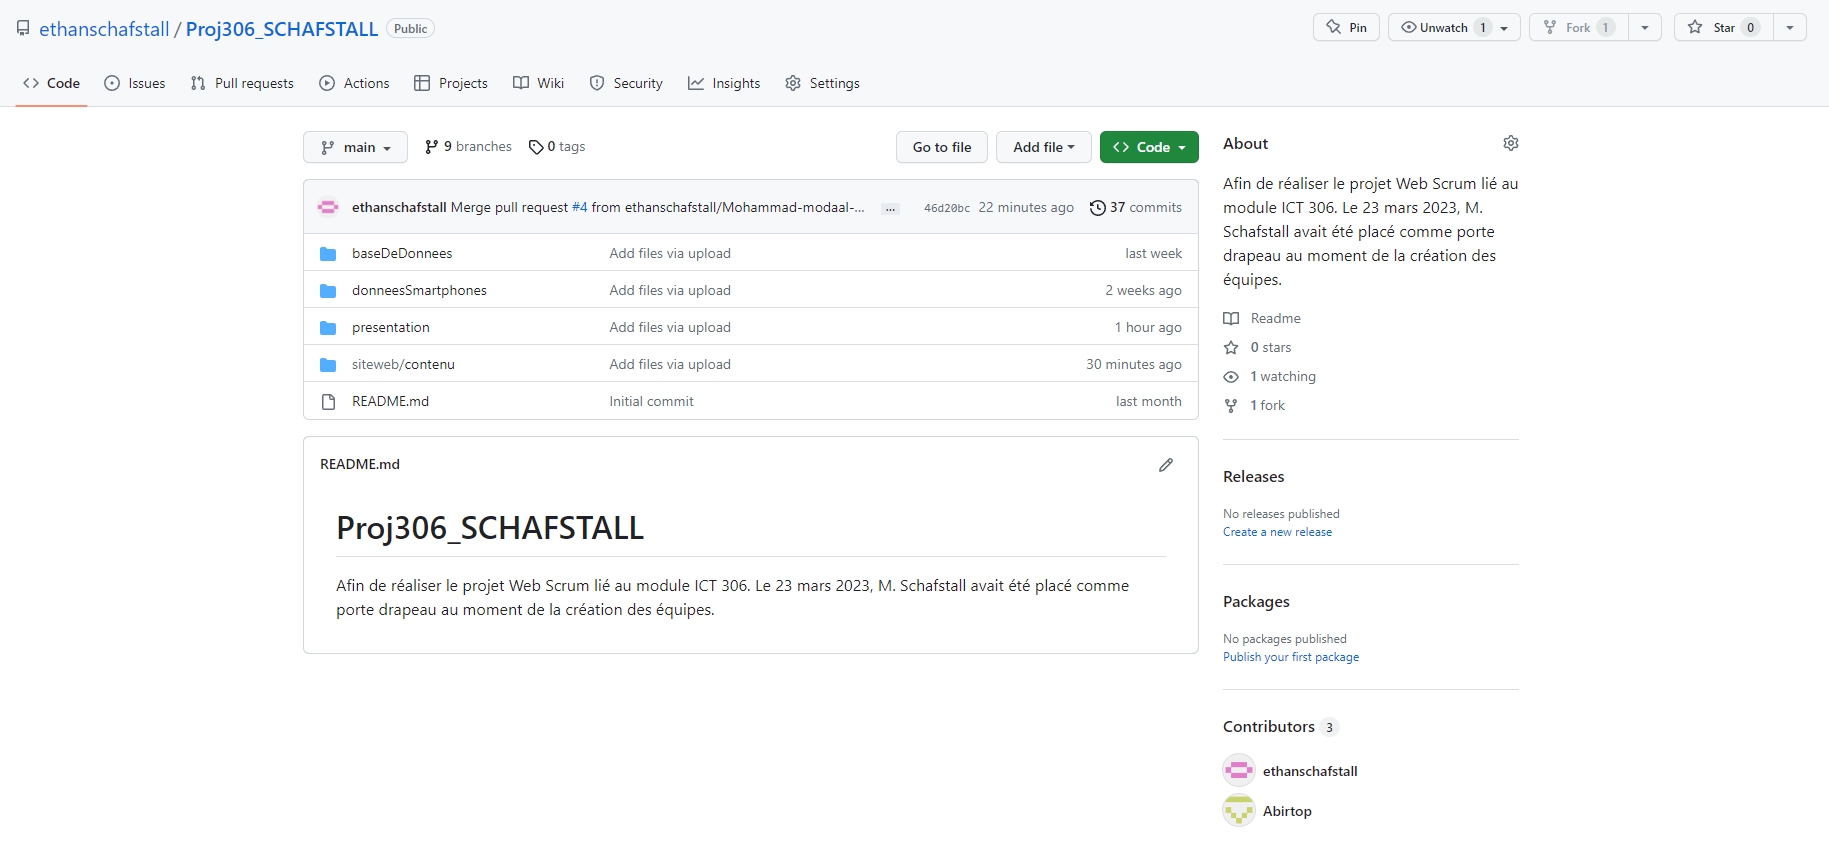 ethanschafstall / Proj306_SCHAFSTALL Public
Pin
Unwatch 1
Fork 1
Star 0
Code
Issues
Pull requests
Actions
Projects
Wiki
Security
Insights
Settings
main
9 branches
0 tags
Go to file
Add file
Code
ethanschafstall Merge pull request #4 from ethanschafstall/Mohammad-modaal-... ... 46d20bc 22 minutes ago 37 commits
baseDeDonnees Add files via upload last week
donneesSmartphones Add files via upload 2 weeks ago
presentation Add files via upload 1 hour ago
siteweb/contenu Add files via upload 30 minutes ago
README.md Initial commit last month
README.md
Proj306_SCHAFSTALL
Afin de réaliser le projet Web Scrum lié au module ICT 306. Le 23 mars 2023, M. Schafstall avait été placé comme
porte drapeau au moment de la création des équipes.
About
Afin de réaliser le projet Web Scrum lié au
module ICT 306. Le 23 mars 2023, M.
Schafstall avait été placé comme porte
drapeau au moment de la création des
équipes.
Readme
0 stars
1 watching
1 fork
Releases
No releases published
Create a new release
Packages
No packages published
Publish your first package
Contributors 3
ethanschafstall
Abirtop